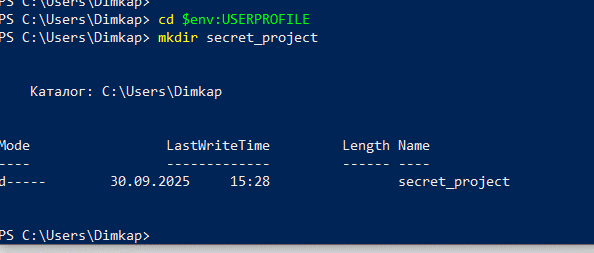 PS C:\Users\Dimkap>
PS C:\Users\Dimkap> cd $env:USERPROFILE
PS C:\Users\Dimkap> mkdir secret_project
Каталог: C:\Users\Dimkap
Mode LastWriteTime Length Name
---- ------------- ------ ----
d----- 30.09.2025 15:28 secret_project
PS C:\Users\Dimkap>